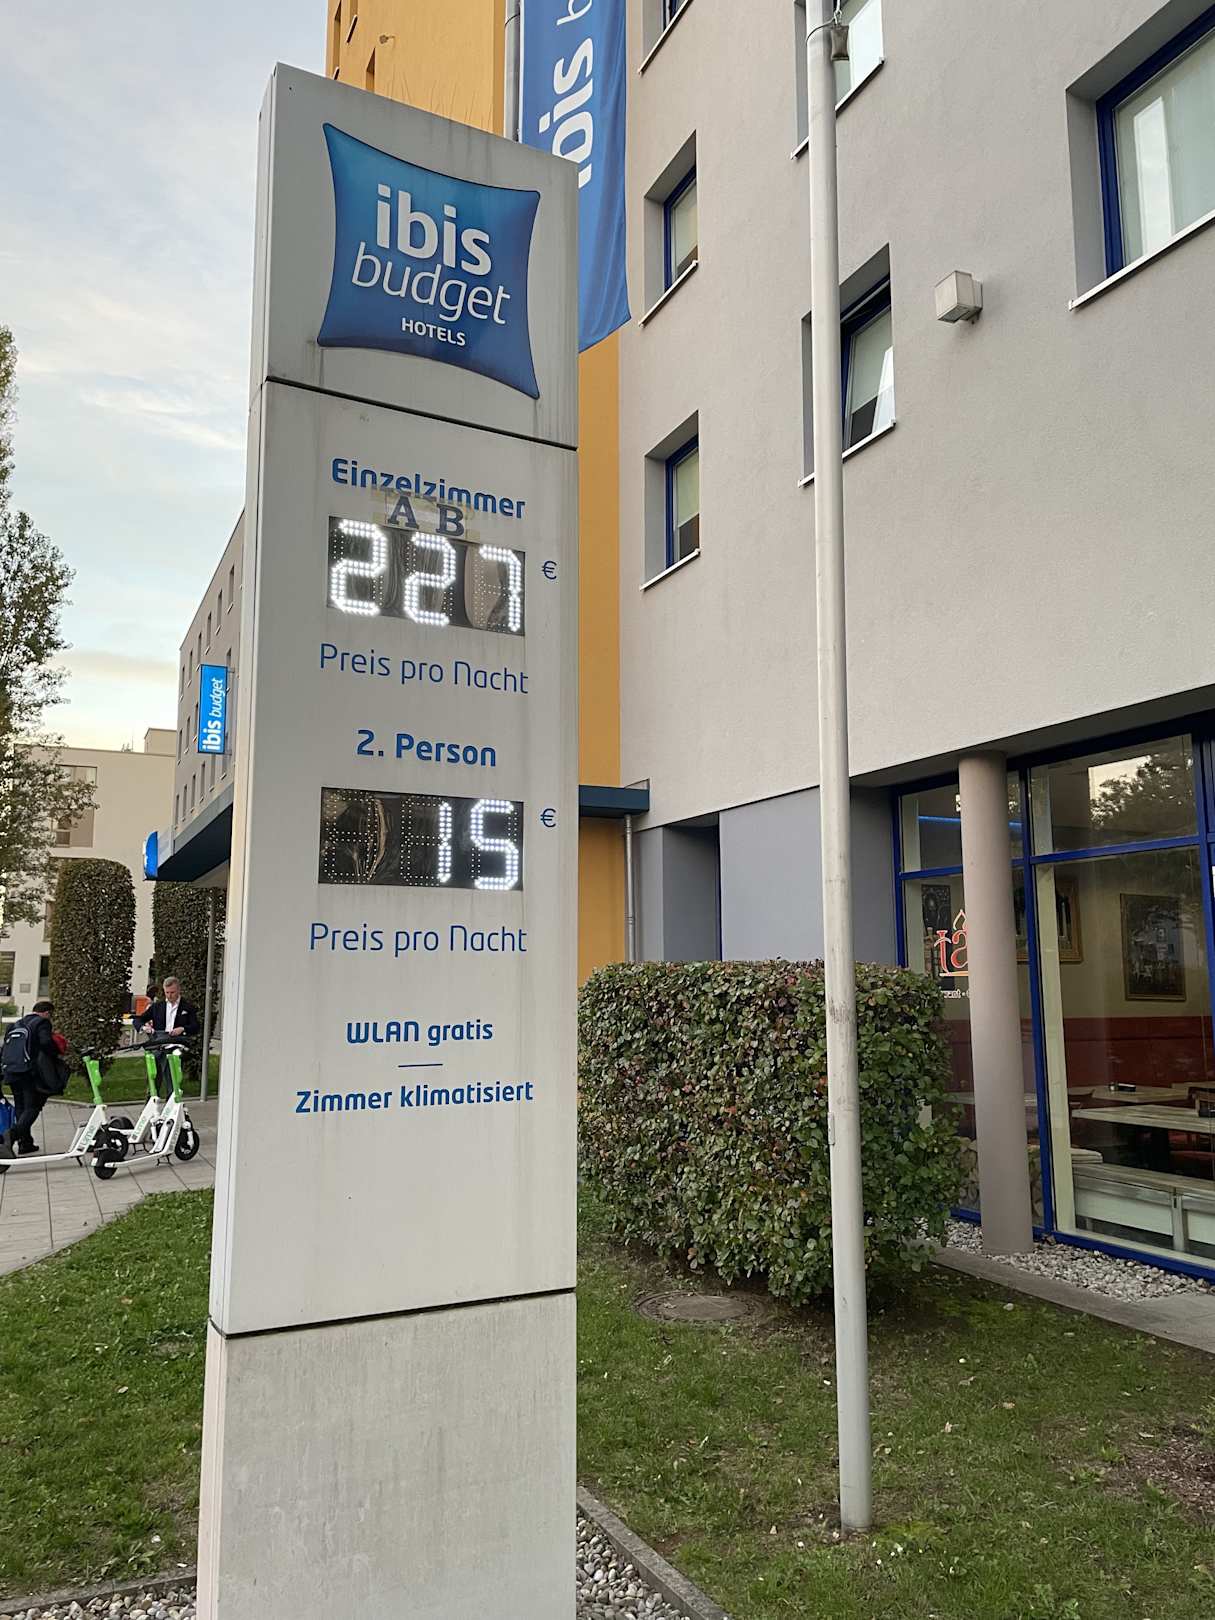 ibis
budget
HOTELS
ibis b
Einzelzimmer
A B
227 €
Preis pro Nacht
2. Person
15 €
Preis pro Nacht
WLAN gratis
Zimmer klimatisiert
ibis budget